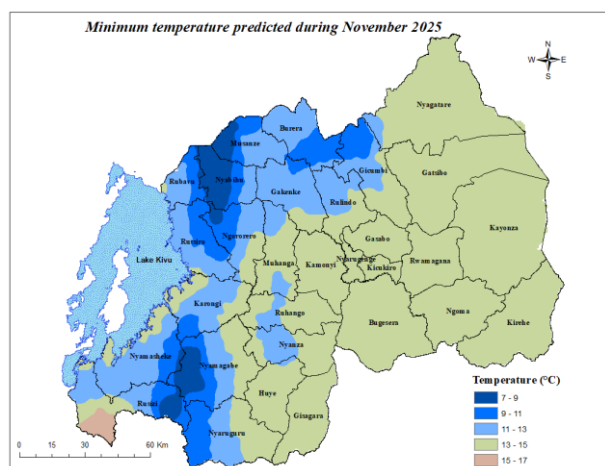 Minimum temperature predicted during November 2025
N
W E
S
Nyagatare
Burera
Musanze
Rubavu
Nyabihu
Gicumbi
Gatsibo
Gakenke
Rulindo
Kayonza
Rutsiro
Ngororero
Gasabo
Muhanga
Kamonyi
Nyarugenge
Rwamagana
Kicukiro
Lake Kivu
Karongi
Ruhango
Bugesera
Ngoma
Kirehe
Nyanza
Nyamasheke
Nyamagabe
Huye
Rusizi
Gisagara
Nyaruguru
Temperature (°C)
7 - 9
9 - 11
11 - 13
13 - 15
15 - 17
0 15 30 60 Km